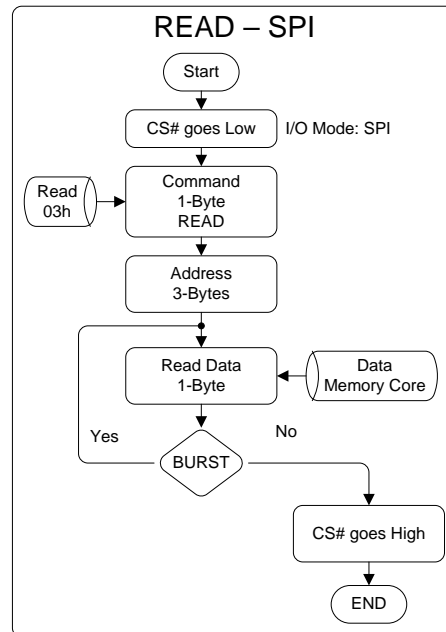 READ – SPI
Start
CS# goes Low
I/O Mode: SPI
Read
03h
Command
1-Byte
READ
Address
3-Bytes
Read Data
1-Byte
Data
Memory Core
Yes
No
BURST
CS# goes High
END